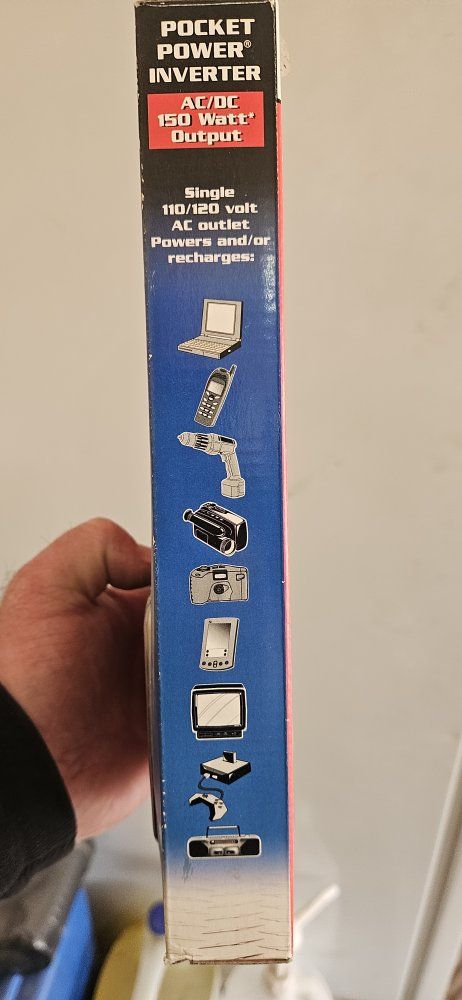 POCKET
POWER®
INVERTER
AC/DC
150 Watt*
Output
Single
110/120 volt
AC outlet
Powers and/or
recharges: